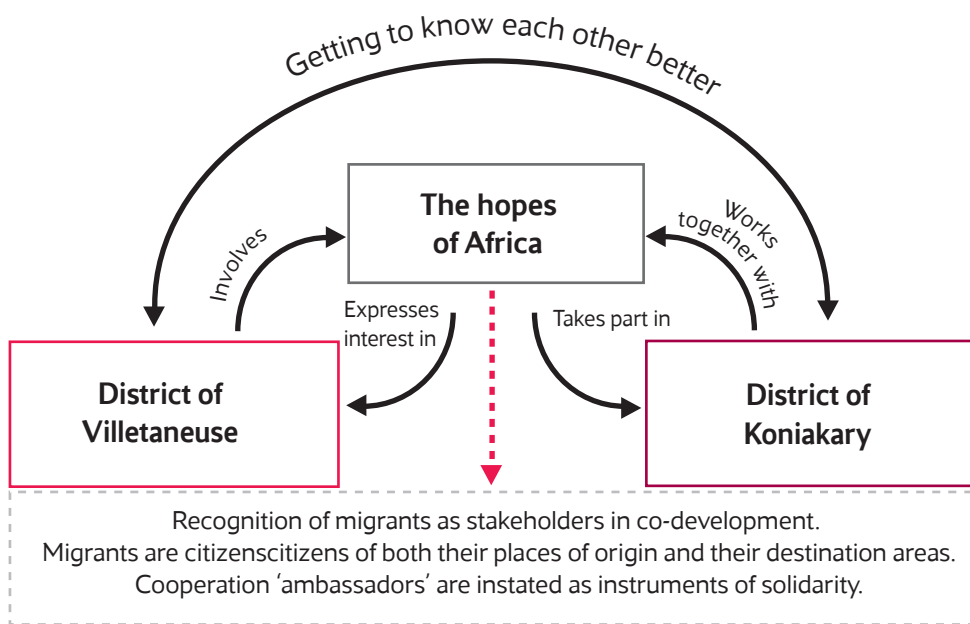 Getting to know each other better
The hopes
of Africa
Involves
Works
together with
Expresses
interest in
Takes part in
District of
Villetaneuse
District of
Koniakary
Recognition of migrants as stakeholders in co-development.
Migrants are citizenscitizens of both their places of origin and their destination areas.
Cooperation ‘ambassadors’ are instated as instruments of solidarity.